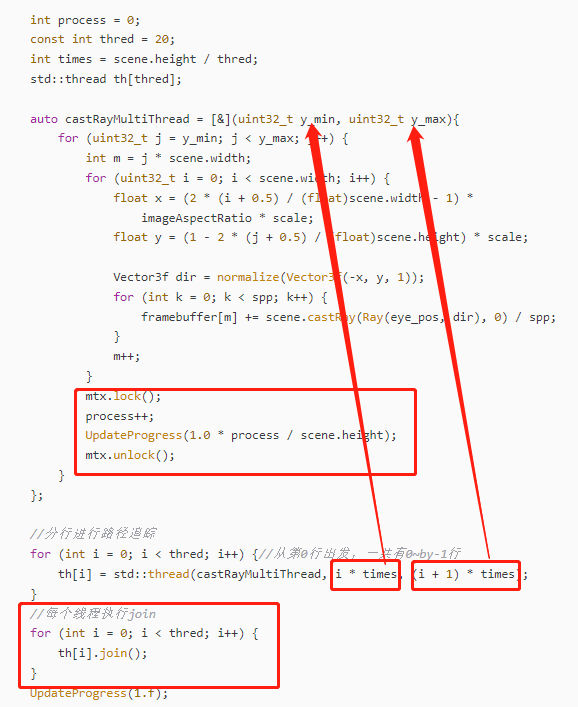 int process = 0;
const int thred = 20;
int times = scene.height / thred;
std::thread th[thred];
auto castRayMultiThread = [&](uint32_t y_min, uint32_t y_max){
for (uint32_t j = y_min; j < y_max; j++) {
int m = j * scene.width;
for (uint32_t i = 0; i < scene.width; i++) {
float x = (2 * (i + 0.5) / (float)scene.width - 1) *
imageAspectRatio * scale;
float y = (1 - 2 * (j + 0.5) / (float)scene.height) * scale;
Vector3f dir = normalize(Vector3f(-x, y, 1));
for (int k = 0; k < spp; k++) {
framebuffer[m] += scene.castRay(Ray(eye_pos, dir), 0) / spp;
}
m++;
}
mtx.lock();
process++;
UpdateProgress(1.0 * process / scene.height);
mtx.unlock();
}
};
//分行进行路径追踪
for (int i = 0; i < thred; i++) {//从第0行出发，一共有0~by-1行
th[i] = std::thread(castRayMultiThread, i * times, (i + 1) * times);
}
//每个线程执行join
for (int i = 0; i < thred; i++) {
th[i].join();
}
UpdateProgress(1.f);